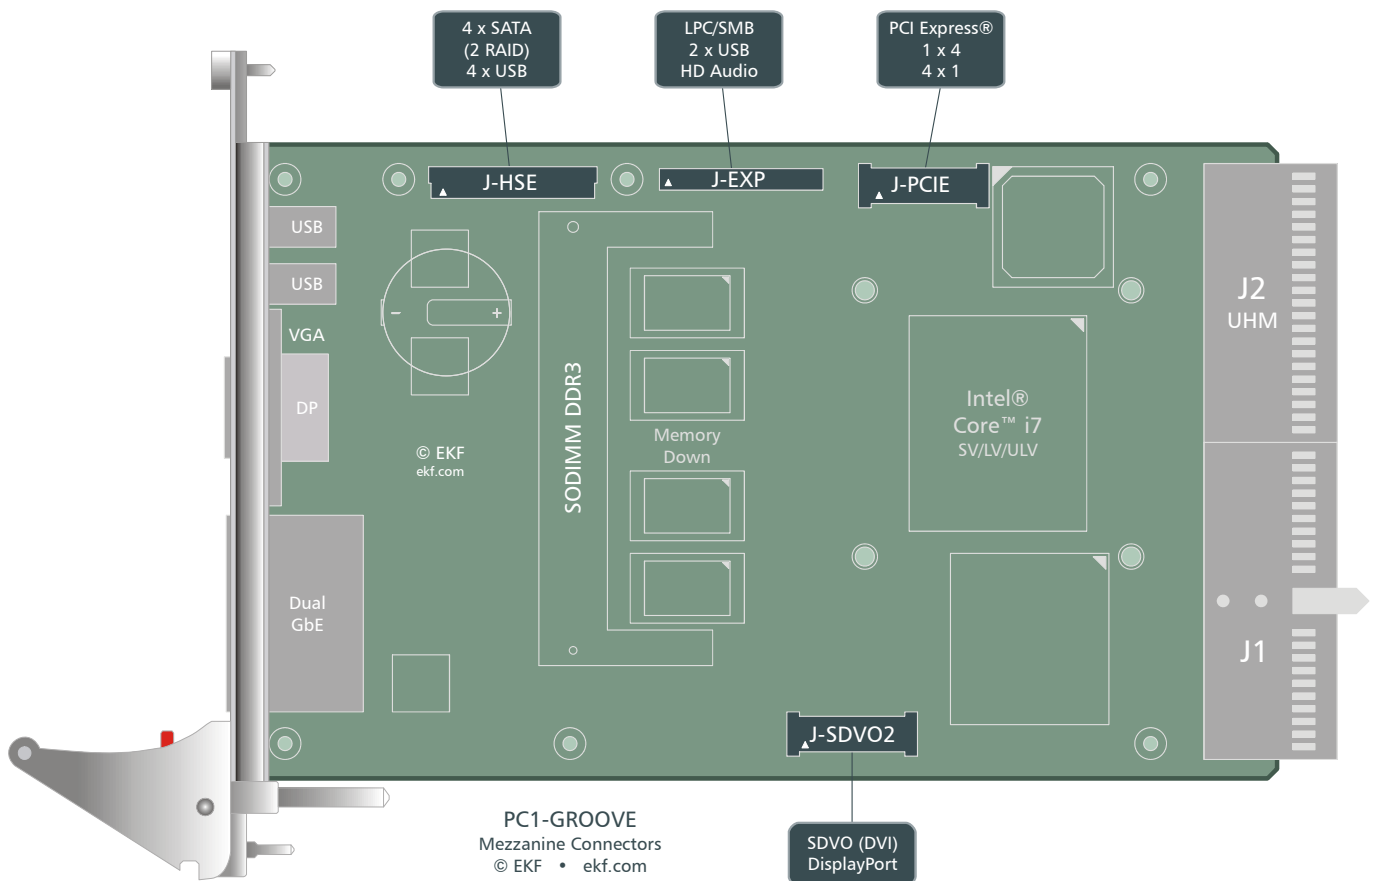 4 x SATA
(2 RAID)
4 x USB
LPC/SMB
2 x USB
HD Audio
PCI Express®
1 x 4
4 x 1
J-HSE
J-EXP
J-PCIE
USB
USB
VGA
DP
Dual
GbE
− +
© EKF
ekf.com
SODIMM DDR3
Memory
Down
Intel®
Core™ i7
SV/LV/ULV
J2
UHM
J1
J-SDVO2
SDVO (DVI)
DisplayPort
PC1-GROOVE
Mezzanine Connectors
© EKF • ekf.com